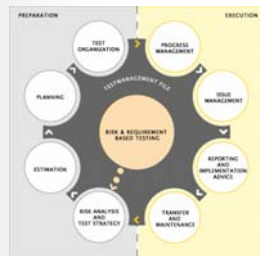 PREPARATION
EXECUTION
TEST
ORGANIZATION
PROGRESS
MANAGEMENT
TESTMANAGEMENT FILE
PLANNING
ISSUE
MANAGEMENT
RISK & REQUIREMENT
BASED TESTING
ESTIMATION
REPORTING
AND
IMPLEMENTATION
ADVICE
RISK ANALYSIS
AND
TEST STRATEGY
TRANSFER
AND
MAINTENANCE